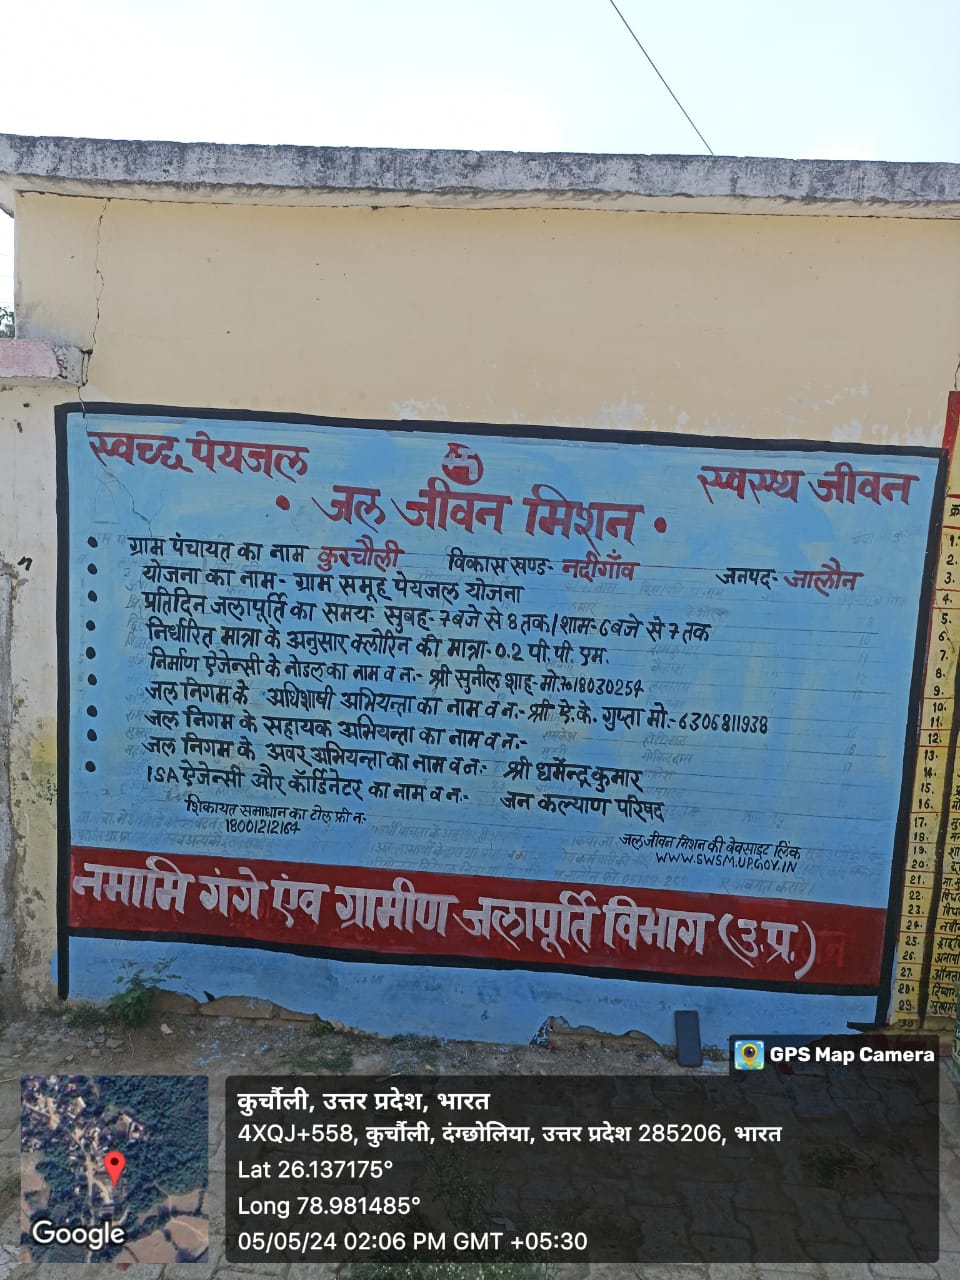 स्वच्छ पेयजल
स्वस्थ जीवन
• जल जीवन मिशन •
ग्राम पंचायत का नाम कुरचौली विकास खण्ड- नदीगाँव जनपद- जालौन
योजना का नाम- ग्राम समूह पेयजल योजना
प्रतिदिन जलापूर्ति का समय- सुबह- 7 बजे से 8 तक / शाम- 6 बजे से 7 तक
निर्धारित मात्रा के अनुसार क्लोरिन की मात्रा- 0.2 पी. पी. एम.
निर्माण ऐजेन्सी के नोडल का नाम व न:- श्री सुनील शाह- मो.7018030254
जल निगम के अधिशाषी अभियन्ता का नाम व न.- श्री ऐ.के. गुप्ता मो:- 6306811938
जल निगम के सहायक अभियन्ता का नाम व न.-
जल निगम के अवर अभियन्ता का नाम व न:- श्री धर्मेन्द्र कुमार
ISA ऐजेन्सी और कॉर्डिनेटर का नाम व न.- जन कल्याण परिषद
शिकायत समाधान का टोल फ्री न:
18001212164
जल जीवन मिशन की वेबसाइट लिंक
WWW.SWSM.UP.GOV.IN
नमामि गंगे एंव ग्रामीण जलापूर्ति विभाग (उ.प्र.)
GPS Map Camera
कुर्चौली, उत्तर प्रदेश, भारत
4XQJ+558, कुर्चौली, दंग्छोलिया, उत्तर प्रदेश 285206, भारत
Lat 26.137175°
Long 78.981485°
05/05/24 02:06 PM GMT +05:30
Google